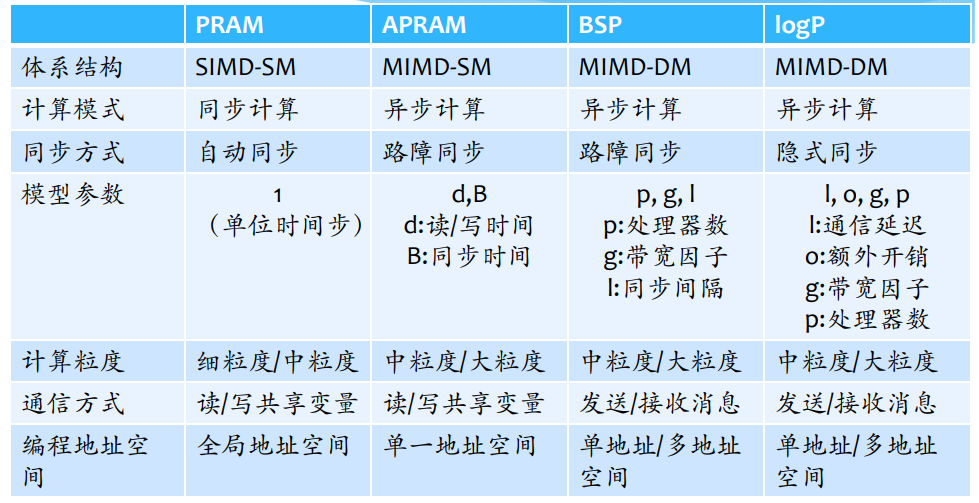 PRAM APRAM BSP logP
体系结构 SIMD-SM MIMD-SM MIMD-DM MIMD-DM
计算模式 同步计算 异步计算 异步计算 异步计算
同步方式 自动同步 路障同步 路障同步 隐式同步
模型参数 1 d,B p, g, l l, o, g, p
（单位时间步） d:读/写时间 p:处理器数 l:通信延迟
B:同步时间 g:带宽因子 o:额外开销
l:同步间隔 g:带宽因子
p:处理器数
计算粒度 细粒度/中粒度 中粒度/大粒度 中粒度/大粒度 中粒度/大粒度
通信方式 读/写共享变量 读/写共享变量 发送/接收消息 发送/接收消息
编程地址空 全局地址空间 单一地址空间 单地址/多地址 单地址/多地址
间 空间 空间